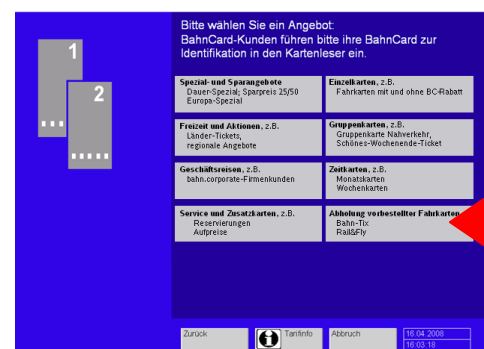 Bitte wählen Sie ein Angebot:
BahnCard-Kunden führen bitte ihre BahnCard zur
Identifikation in den Kartenleser ein.
1
2
Spezial- und Sparangebote
Dauer-Spezial; Sparpreis 25/50
Europa-Spezial
Einzelkarten, z.B.
Fahrkarten mit und ohne BC-Rabatt
Freizeit und Aktionen, z.B.
Länder-Tickets,
regionale Angebote
Gruppenkarten, z.B.
Gruppenkarte Nahverkehr,
Schönes-Wochenende-Ticket
Geschäftsreisen, z.B.
bahn.corporate-Firmenkunden
Zeitkarten, z.B.
Monatskarten
Wochenkarten
Service und Zusatzkarten, z.B.
Reservierungen
Aufpreise
Abholung vorbestellter Fahrkarten
Bahn-Tix
Rail&Fly
Zurück
Tarifinfo
Abbruch
16.04.2008
16:03:18